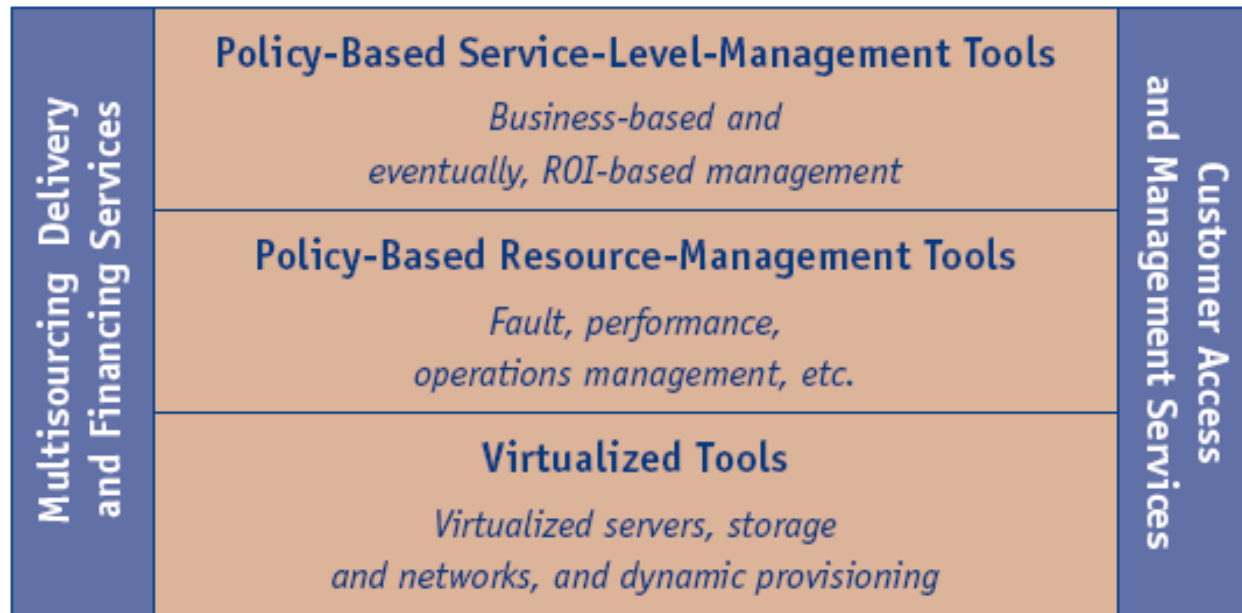 Multisourcing Delivery
and Financing Services
Policy-Based Service-Level-Management Tools
Business-based and
eventually, ROI-based management
Policy-Based Resource-Management Tools
Fault, performance,
operations management, etc.
Virtualized Tools
Virtualized servers, storage
and networks, and dynamic provisioning
Customer Access
and Management Services